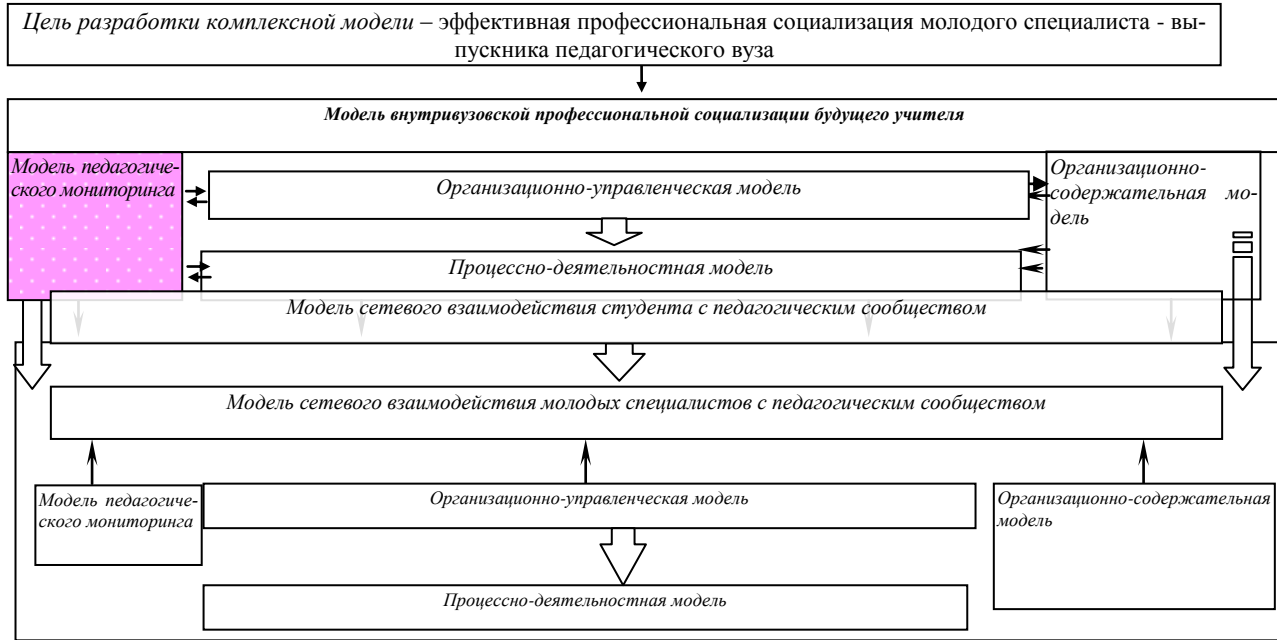 Цель разработки комплексной модели – эффективная профессиональная социализация молодого специалиста - вы-
пускника педагогического вуза
Модель внутривузовской профессиональной социализации будущего учителя
Модель педагогиче-
ского мониторинга
Организационно-управленческая модель
Организационно-
содержательная мо-
дель
Процессно-деятельностная модель
Модель сетевого взаимодействия студента с педагогическим сообществом
Модель сетевого взаимодействия молодых специалистов с педагогическим сообществом
Модель педагогиче-
ского мониторинга
Организационно-управленческая модель
Организационно-содержательная
модель
Процессно-деятельностная модель